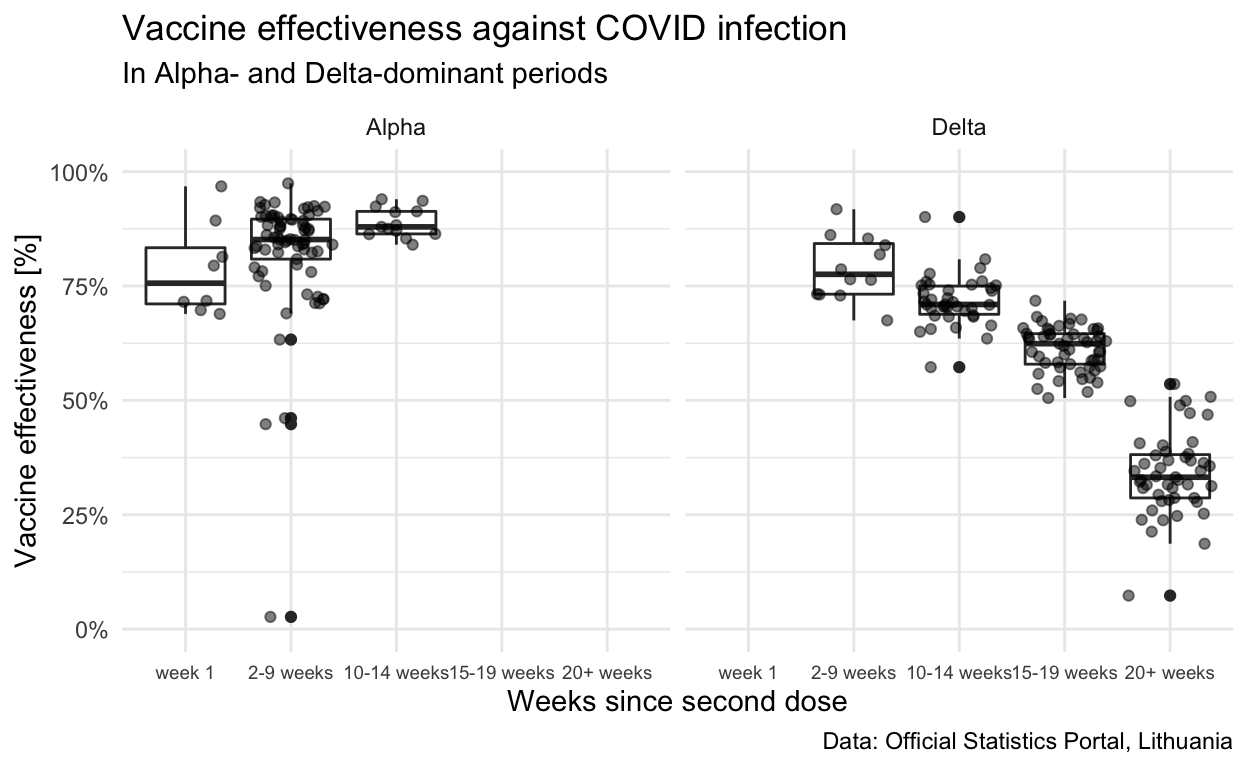 Vaccine effectiveness against COVID infection
In Alpha- and Delta-dominant periods
Alpha
Delta
Vaccine effectiveness [%]
100%
75%
50%
25%
0%
week 1 2-9 weeks 10-14 weeks 15-19 weeks 20+ weeks
week 1 2-9 weeks 10-14 weeks 15-19 weeks 20+ weeks
Weeks since second dose
Data: Official Statistics Portal, Lithuania